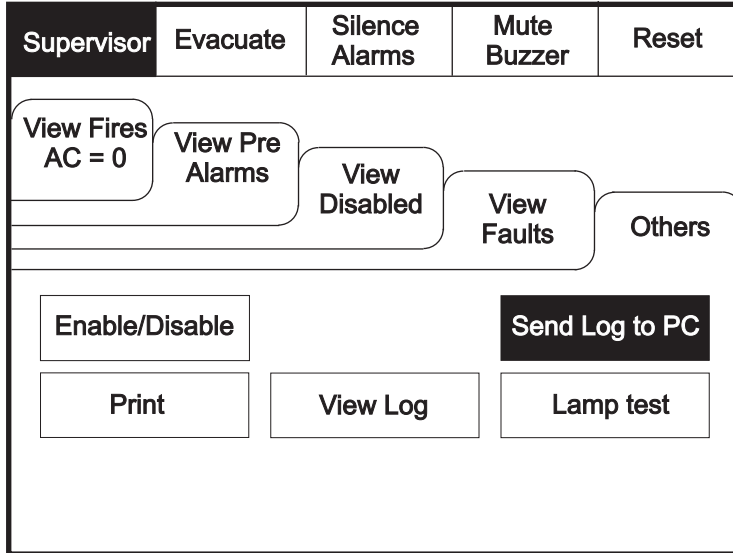 Supervisor
Evacuate
Silence
Alarms
Mute
Buzzer
Reset
View Fires
AC = 0
View Pre
Alarms
View
Disabled
View
Faults
Others
Enable/Disable
Send Log to PC
Print
View Log
Lamp test